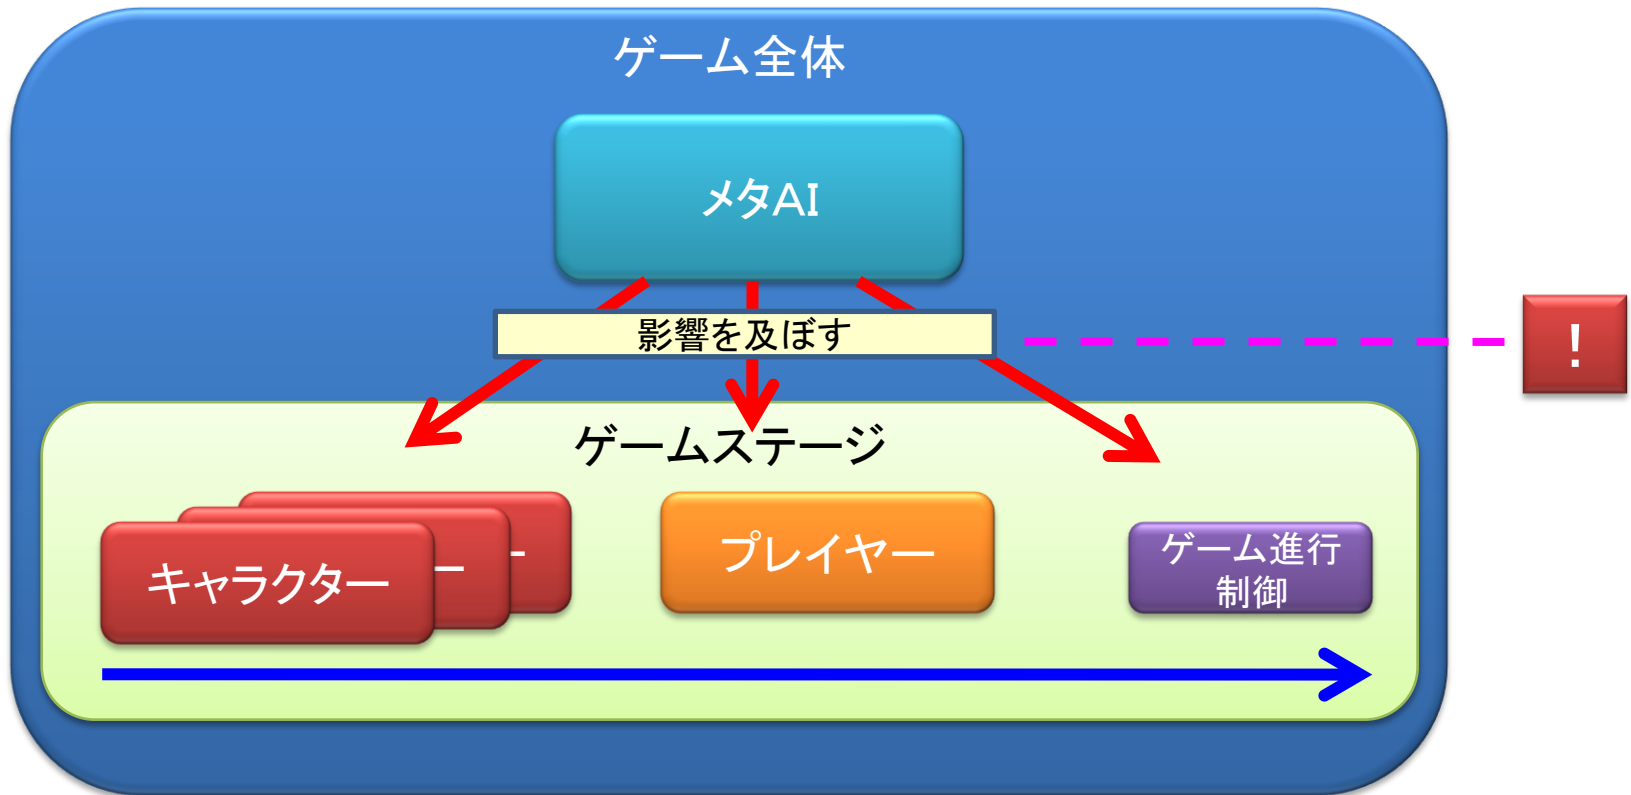 ゲーム全体
メタAI
影響を及ぼす
!
ゲームステージ
キャラクター
ー
ー
プレイヤー
ゲーム進行
制御